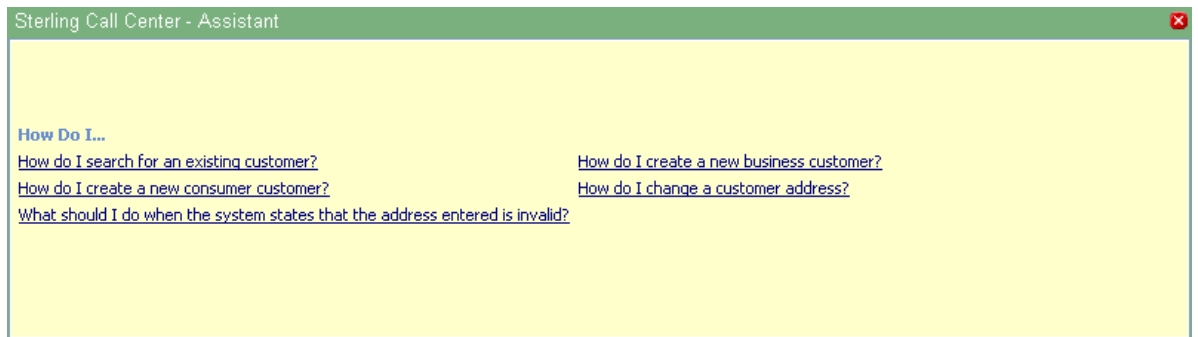 Sterling Call Center - Assistant
How Do I...
How do I search for an existing customer? How do I create a new business customer?
How do I create a new consumer customer? How do I change a customer address?
What should I do when the system states that the address entered is invalid?